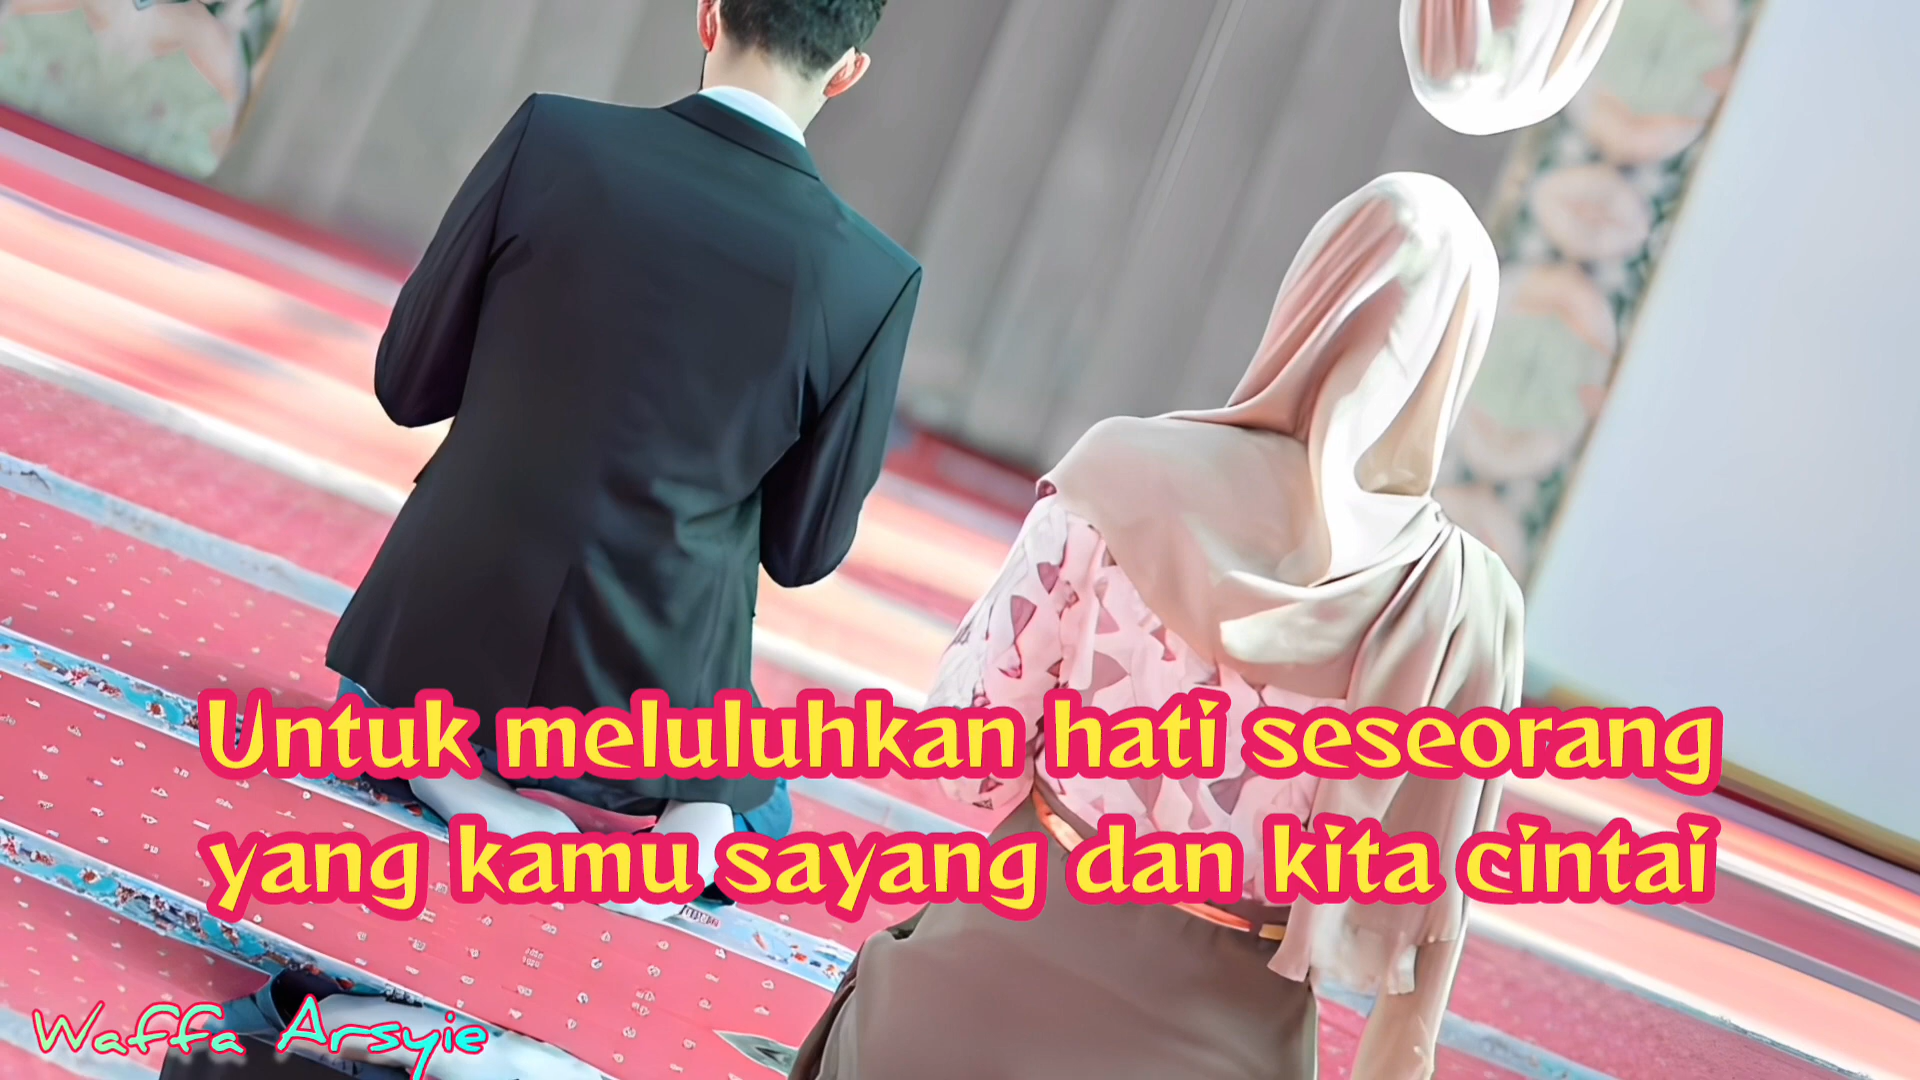 Untuk meluluhkan hati seseorang
yang kamu sayang dan kita cintai
Waffa Arsyie